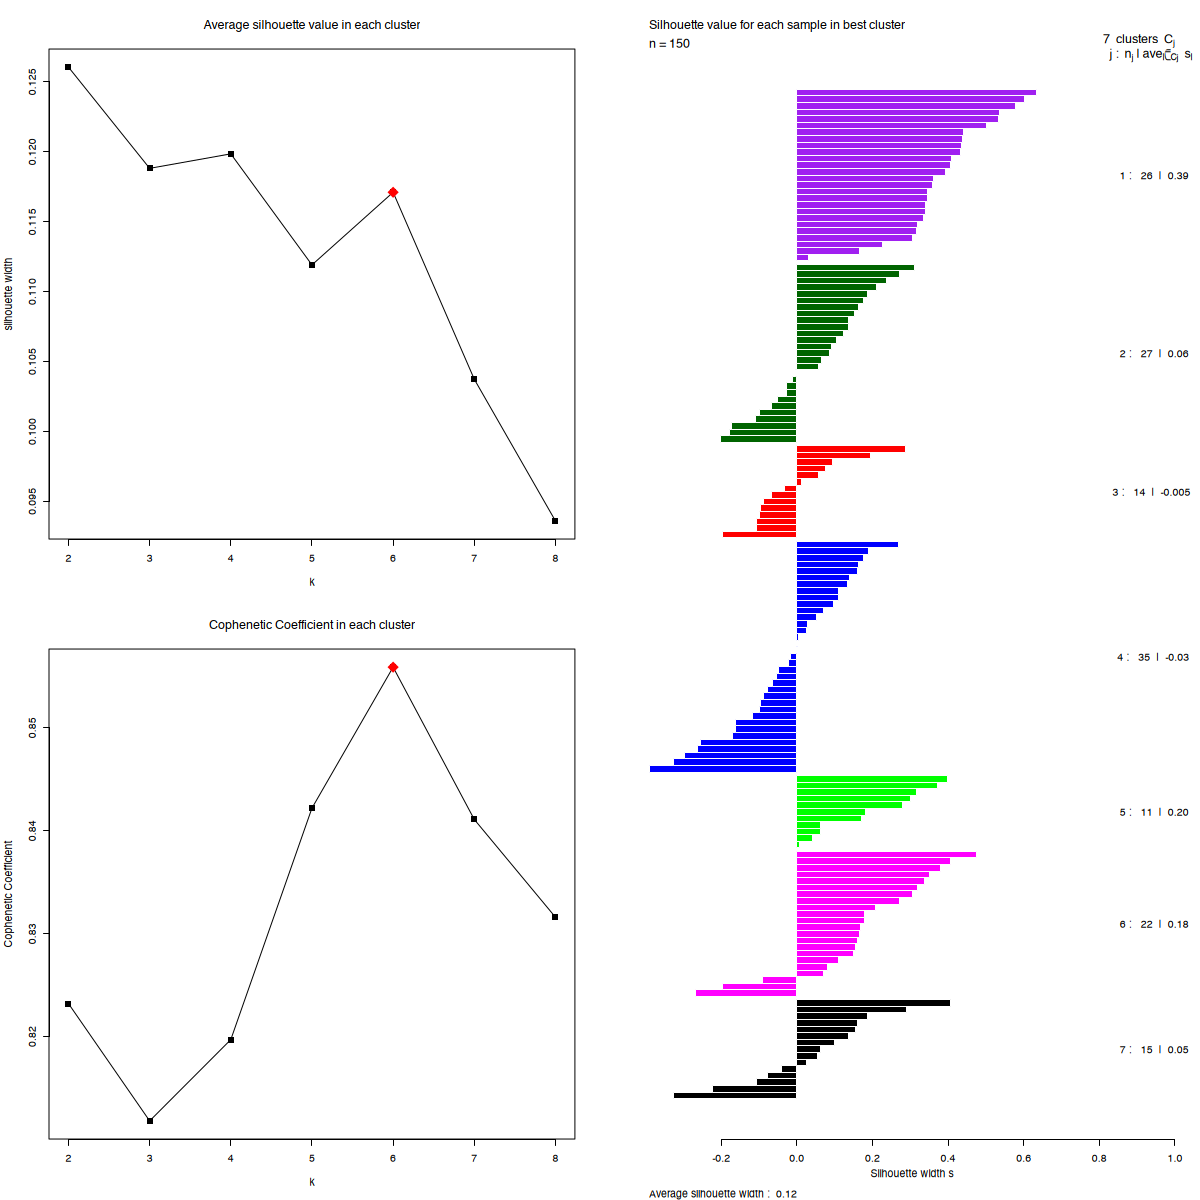 Average silhouette value in each cluster
silhouette width
0.125
0.120
0.115
0.110
0.105
0.100
0.095
2 3 4 5 6 7 8
k
Cophenetic Coefficient in each cluster
Cophenetic Coefficient
0.85
0.84
0.83
0.82
2 3 4 5 6 7 8
k
Silhouette value for each sample in best cluster
n = 150
7 clusters Cj
j : nj | avei∈Cj si
1 : 26 | 0.39
2 : 27 | 0.06
3 : 14 | -0.005
4 : 35 | -0.03
5 : 11 | 0.20
6 : 22 | 0.18
7 : 15 | 0.05
-0.2 0.0 0.2 0.4 0.6 0.8 1.0
Silhouette width s
Average silhouette width : 0.12